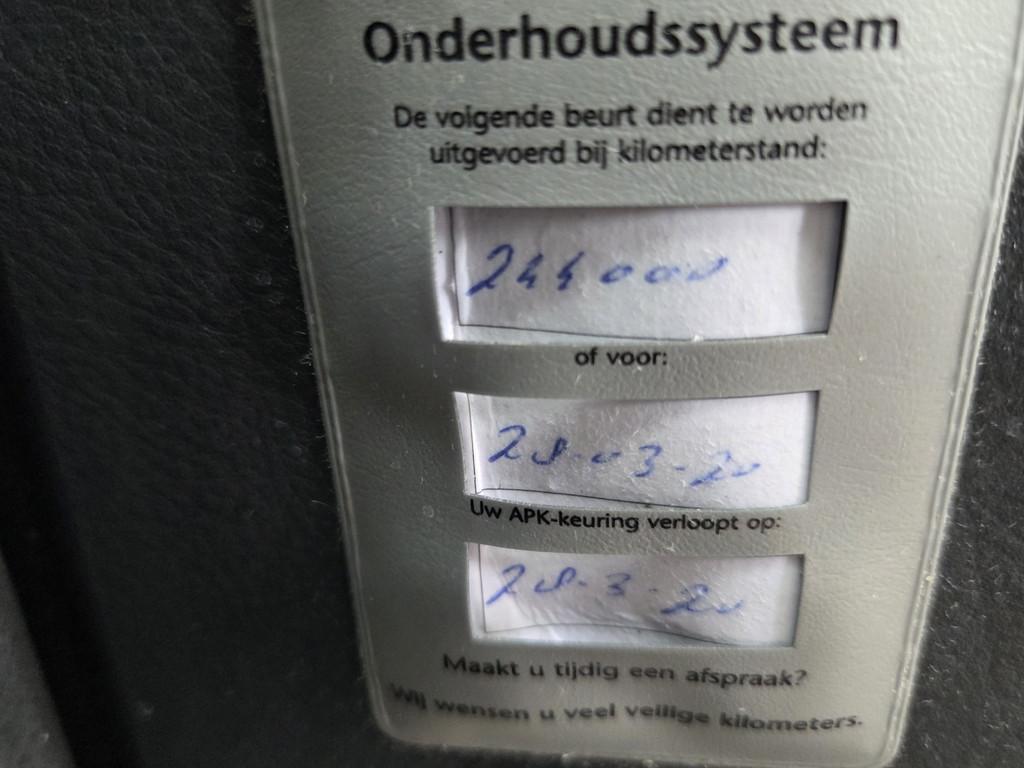 Onderhoudssysteem
De volgende beurt dient te worden
uitgevoerd bij kilometerstand:
244000
of voor:
28-03-20
Uw APK-keuring verloopt op:
28-3-20
Maakt u tijdig een afspraak?
Wij wensen u veel veilige kilometers.